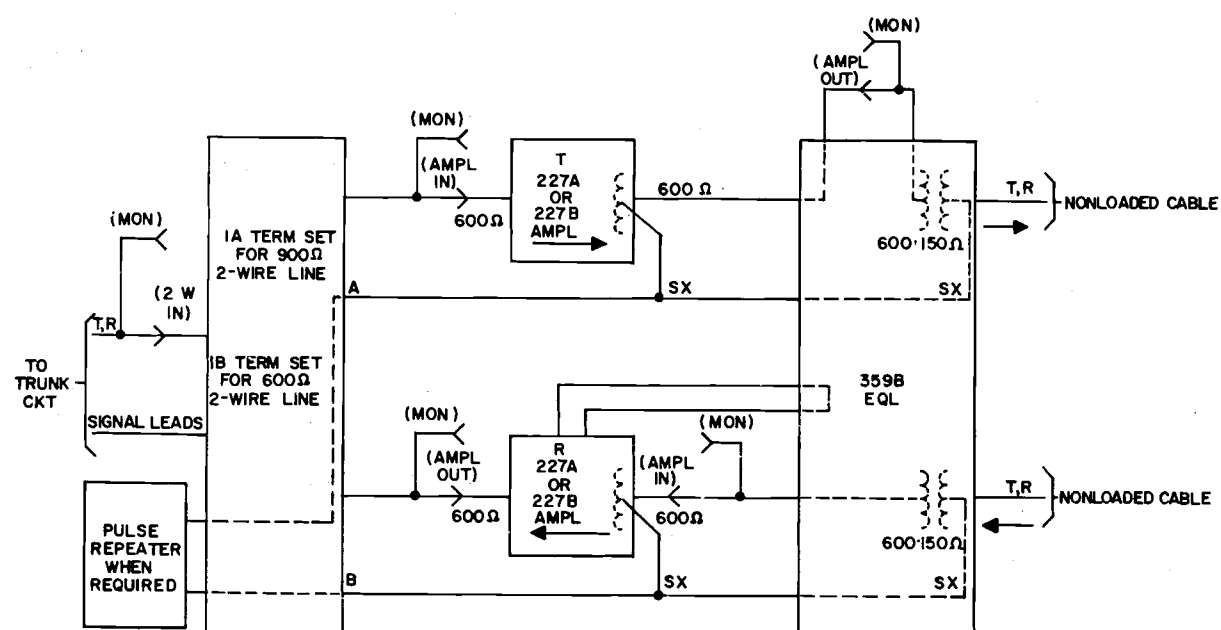 (MON)
(AMPL
OUT)
(MON)
(AMPL
IN)
600Ω
T
227A
OR
227B
AMPL
600 Ω
T,R
NONLOADED CABLE
600·150Ω
(MON)
1A TERM SET
FOR 900Ω
2-WIRE LINE
A
SX
SX
(2 W
IN)
T,R
TO
TRUNK
CKT
1B TERM SET
FOR 600Ω
2-WIRE LINE
359B
EQL
SIGNAL LEADS
(MON)
(AMPL
OUT)
600Ω
R
227A
OR
227B
AMPL
(MON)
(AMPL
IN)
600Ω
T,R
NONLOADED CABLE
600·150Ω
PULSE
REPEATER
WHEN
REQUIRED
B
SX
SX